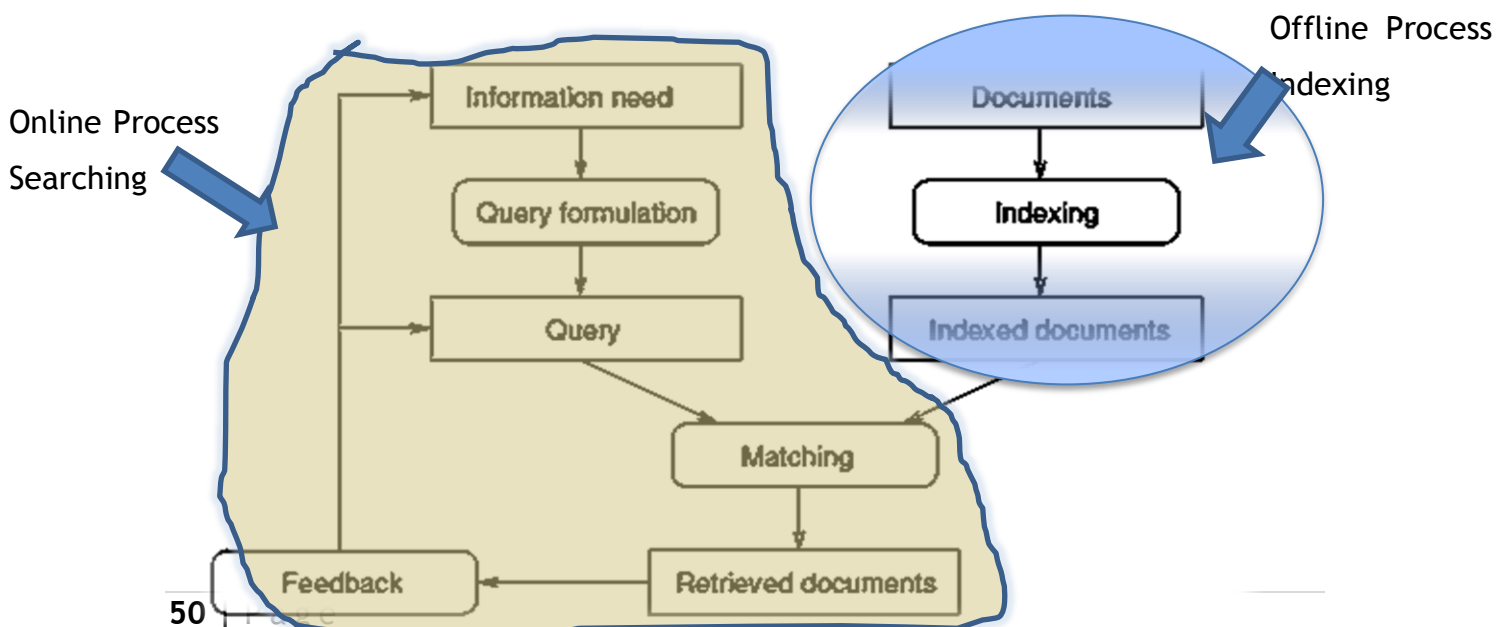 Offline Process
Indexing
Online Process
Searching
Information need
Documents
Query formulation
Indexing
Query
Indexed documents
Matching
Feedback
Retrieved documents
50 | Page